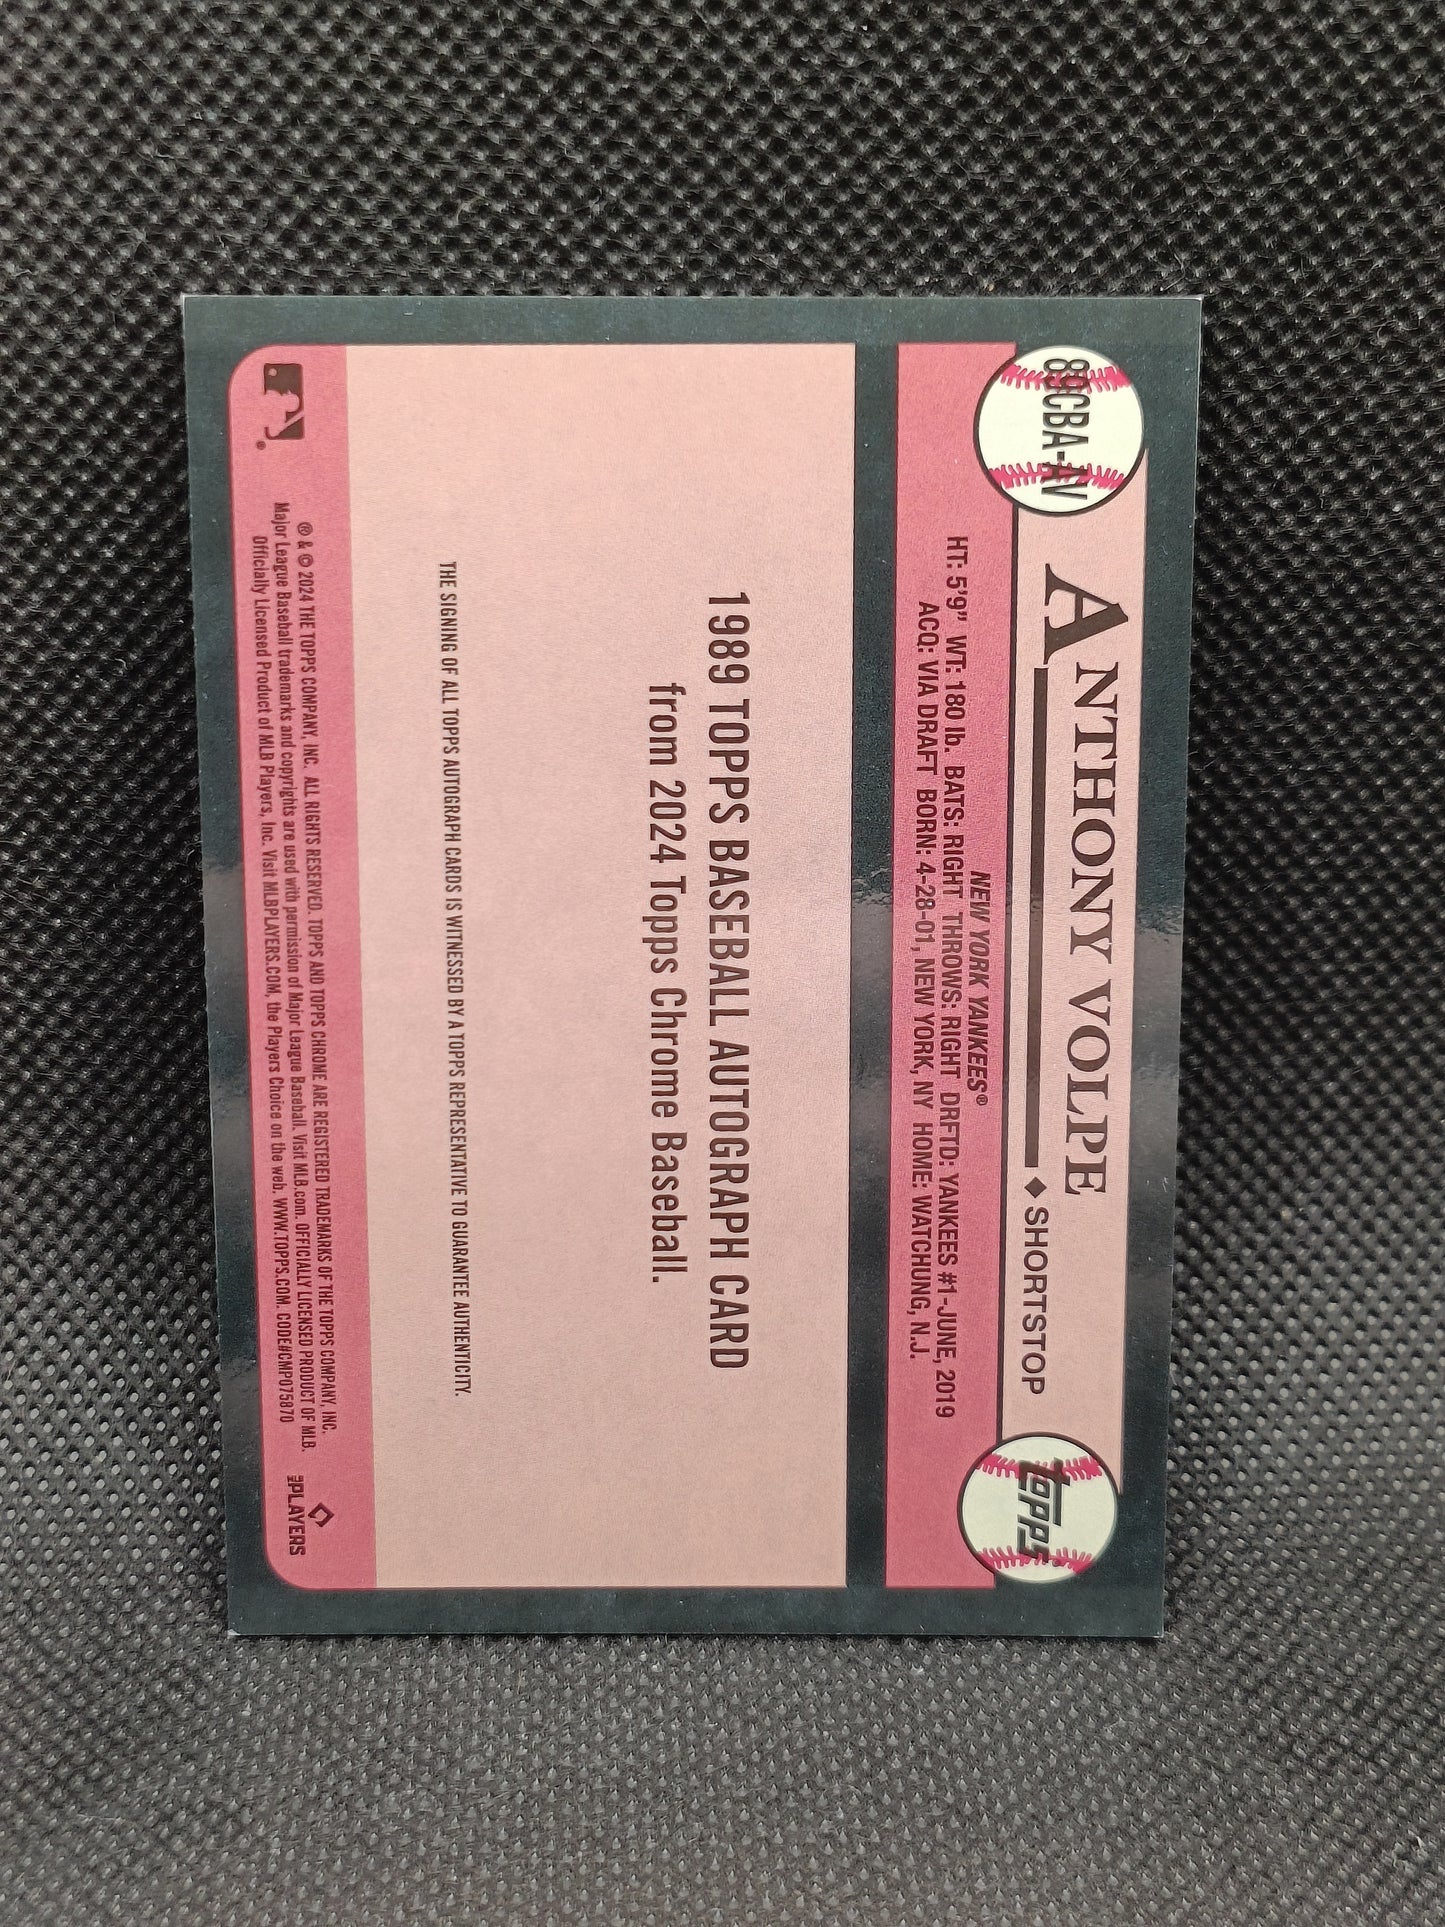 89CBA-AV
ANTHONY VOLPE
◆SHORTSTOP
Topps
NEW YORK YANKEES®
HT: 5'9" WT: 180 lb. BATS: RIGHT THROWS: RIGHT DRFTD: YANKEES #1-JUNE, 2019
ACQ: VIA DRAFT BORN: 4-28-01, NEW YORK, NY HOME: WATCHUNG, N.J.
1989 TOPPS BASEBALL AUTOGRAPH CARD
from 2024 Topps Chrome Baseball.
THE SIGNING OF ALL TOPPS AUTOGRAPH CARDS IS WITNESSED BY A TOPPS REPRESENTATIVE TO GUARANTEE AUTHENTICITY.
®
® & © 2024 THE TOPPS COMPANY, INC. ALL RIGHTS RESERVED. TOPPS AND TOPPS CHROME ARE REGISTERED TRADEMARKS OF THE TOPPS COMPANY, INC.
Major League Baseball trademarks and copyrights are used with permission of Major League Baseball. Visit MLB.com. OFFICIALLY LICENSED PRODUCT OF MLB.
Officially Licensed Product of MLB Players, Inc. Visit MLBPLAYERS.COM, the Players Choice on the web. WWW.TOPPS.COM. CODE#CMP075870
MLB PLAYERS